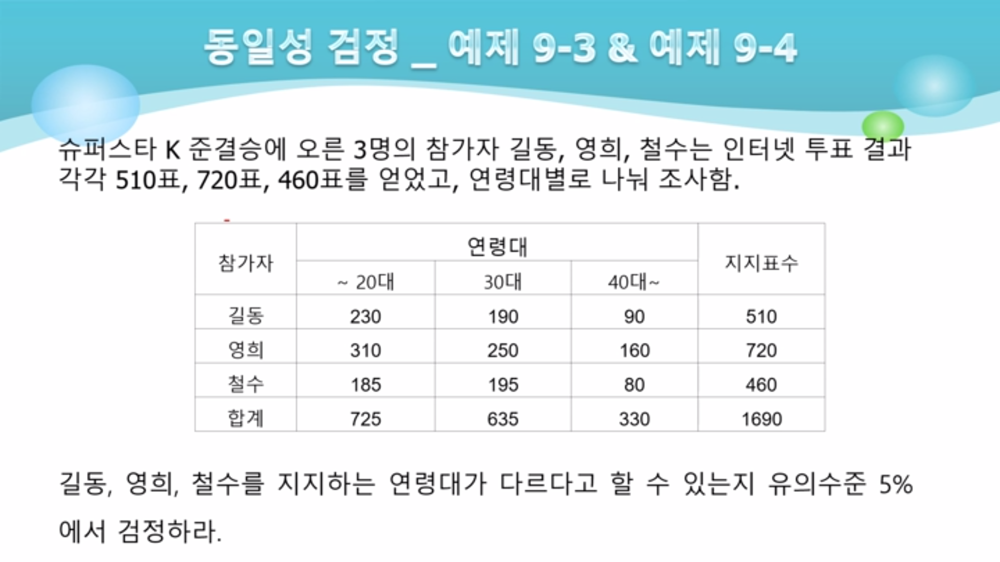 동일성 검정 _ 예제 9-3 & 예제 9-4
슈퍼스타 K 준결승에 오른 3명의 참가자 길동, 영희, 철수는 인터넷 투표 결과
각각 510표, 720표, 460표를 얻었고, 연령대별로 나눠 조사함.
참가자 연령대 지지표수
~ 20대 30대 40대~
길동 230 190 90 510
영희 310 250 160 720
철수 185 195 80 460
합계 725 635 330 1690
길동, 영희, 철수를 지지하는 연령대가 다르다고 할 수 있는지 유의수준 5%
에서 검정하라.